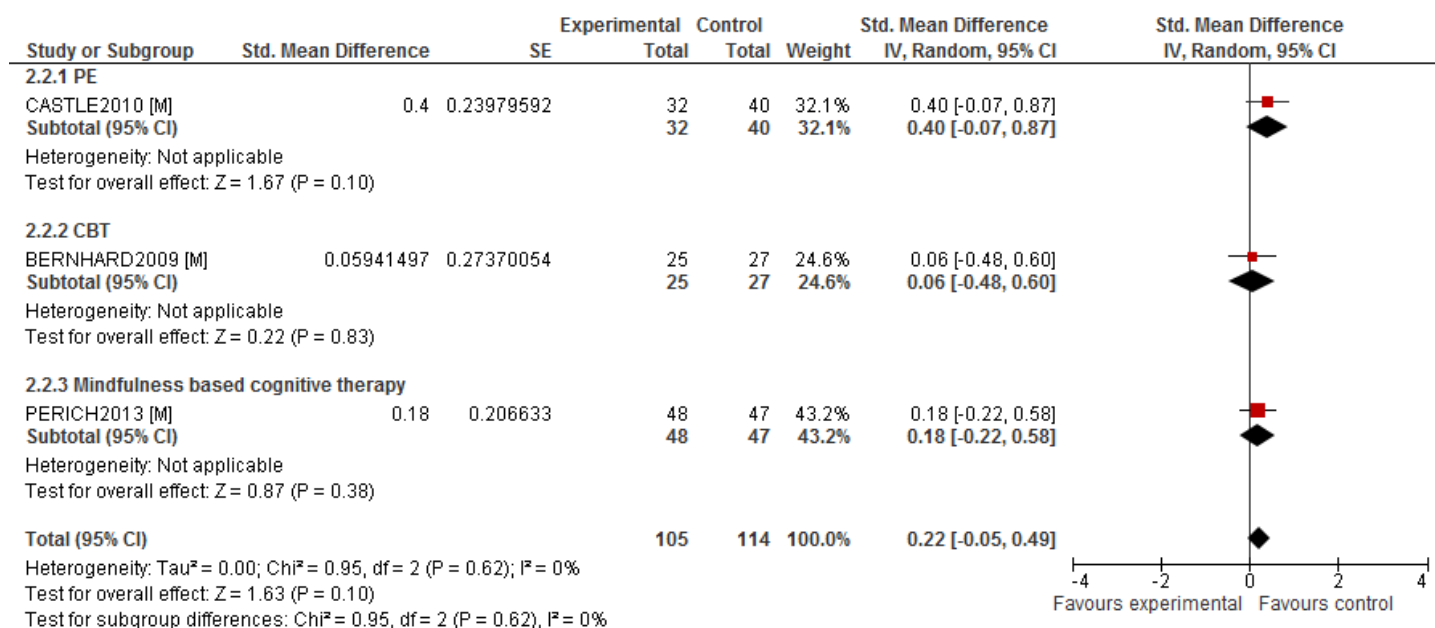 Experimental Control Std. Mean Difference Std. Mean Difference
Study or Subgroup Std. Mean Difference SE Total Total Weight IV, Random, 95% CI IV, Random, 95% CI
2.2.1 PE
CASTLE2010 [M] 0.4 0.23979592 32 40 32.1% 0.40 [-0.07, 0.87]
Subtotal (95% CI) 32 40 32.1% 0.40 [-0.07, 0.87]
Heterogeneity: Not applicable
Test for overall effect: Z = 1.67 (P = 0.10)
2.2.2 CBT
BERNHARD2009 [M] 0.05941497 0.27370054 25 27 24.6% 0.06 [-0.48, 0.60]
Subtotal (95% CI) 25 27 24.6% 0.06 [-0.48, 0.60]
Heterogeneity: Not applicable
Test for overall effect: Z = 0.22 (P = 0.83)
2.2.3 Mindfulness based cognitive therapy
PERICH2013 [M] 0.18 0.206633 48 47 43.2% 0.18 [-0.22, 0.58]
Subtotal (95% CI) 48 47 43.2% 0.18 [-0.22, 0.58]
Heterogeneity: Not applicable
Test for overall effect: Z = 0.87 (P = 0.38)
Total (95% CI) 105 114 100.0% 0.22 [-0.05, 0.49]
Heterogeneity: Tau² = 0.00; Chi² = 0.95, df = 2 (P = 0.62); I² = 0%
Test for overall effect: Z = 1.63 (P = 0.10)
Test for subgroup differences: Chi² = 0.95, df = 2 (P = 0.62), I² = 0%
-4 -2 0 2 4
Favours experimental Favours control